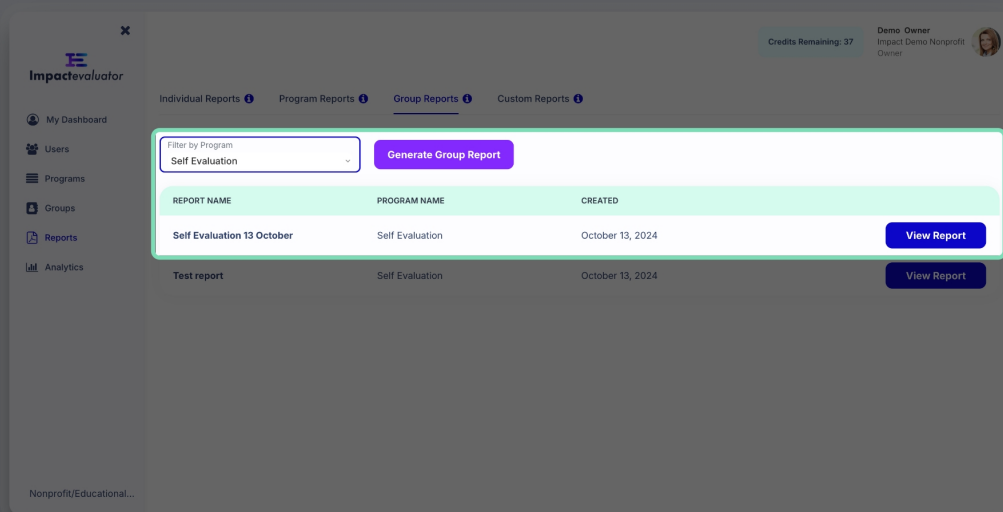 Credits Remaining: 37
Demo Owner
Impact Demo Nonprofit
Owner
IE
Impactevaluator
Individual Reports
Program Reports
Group Reports
Custom Reports
My Dashboard
Users
Programs
Groups
Reports
Analytics
Filter by Program
Self Evaluation
Generate Group Report
REPORT NAME PROGRAM NAME CREATED
Self Evaluation 13 October Self Evaluation October 13, 2024 View Report
Test report Self Evaluation October 13, 2024 View Report
Nonprofit/Educational...